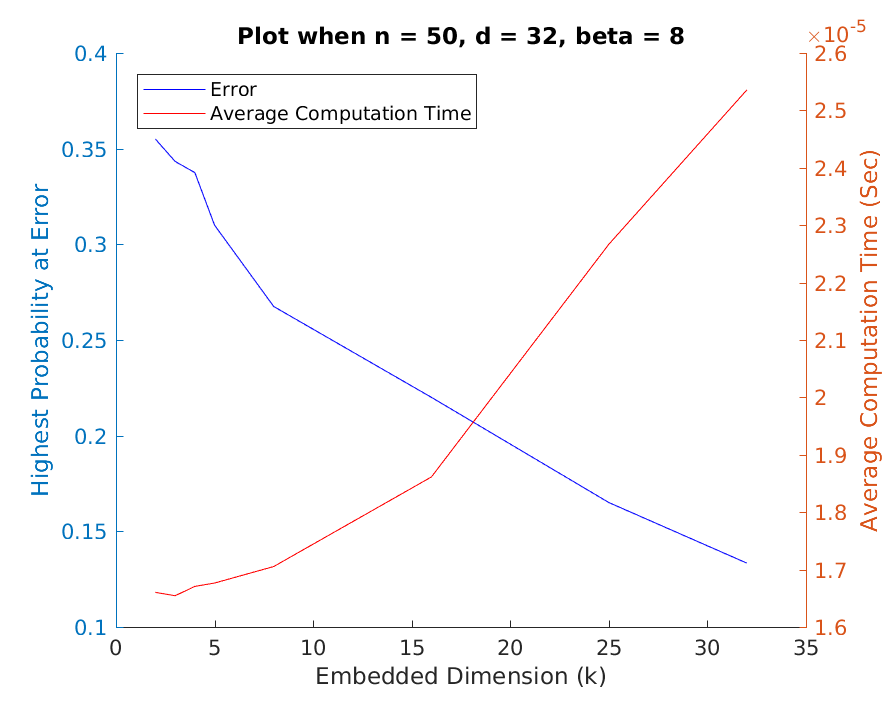 Plot when n = 50, d = 32, beta = 8
×10-5
Error
Average Computation Time
Highest Probability at Error
0.4
0.35
0.3
0.25
0.2
0.15
0.1
2.6
2.5
2.4
2.3
2.2
2.1
2
1.9
1.8
1.7
1.6
Average Computation Time (Sec)
0 5 10 15 20 25 30 35
Embedded Dimension (k)